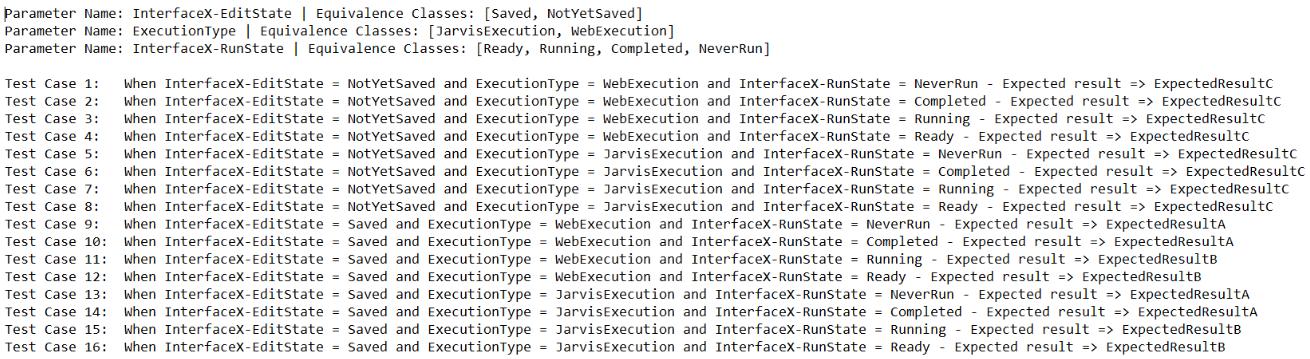 Parameter Name: InterfaceX-EditState | Equivalence Classes: [Saved, NotYetSaved]
Parameter Name: ExecutionType | Equivalence Classes: [JarvisExecution, WebExecution]
Parameter Name: InterfaceX-RunState | Equivalence Classes: [Ready, Running, Completed, NeverRun]
Test Case 1: When InterfaceX-EditState = NotYetSaved and ExecutionType = WebExecution and InterfaceX-RunState = NeverRun - Expected result => ExpectedResultC
Test Case 2: When InterfaceX-EditState = NotYetSaved and ExecutionType = WebExecution and InterfaceX-RunState = Completed - Expected result => ExpectedResultC
Test Case 3: When InterfaceX-EditState = NotYetSaved and ExecutionType = WebExecution and InterfaceX-RunState = Running - Expected result => ExpectedResultC
Test Case 4: When InterfaceX-EditState = NotYetSaved and ExecutionType = WebExecution and InterfaceX-RunState = Ready - Expected result => ExpectedResultC
Test Case 5: When InterfaceX-EditState = NotYetSaved and ExecutionType = JarvisExecution and InterfaceX-RunState = NeverRun - Expected result => ExpectedResultC
Test Case 6: When InterfaceX-EditState = NotYetSaved and ExecutionType = JarvisExecution and InterfaceX-RunState = Completed - Expected result => ExpectedResultC
Test Case 7: When InterfaceX-EditState = NotYetSaved and ExecutionType = JarvisExecution and InterfaceX-RunState = Running - Expected result => ExpectedResultC
Test Case 8: When InterfaceX-EditState = NotYetSaved and ExecutionType = JarvisExecution and InterfaceX-RunState = Ready - Expected result => ExpectedResultC
Test Case 9: When InterfaceX-EditState = Saved and ExecutionType = WebExecution and InterfaceX-RunState = NeverRun - Expected result => ExpectedResultA
Test Case 10: When InterfaceX-EditState = Saved and ExecutionType = WebExecution and InterfaceX-RunState = Completed - Expected result => ExpectedResultA
Test Case 11: When InterfaceX-EditState = Saved and ExecutionType = WebExecution and InterfaceX-RunState = Running - Expected result => ExpectedResultB
Test Case 12: When InterfaceX-EditState = Saved and ExecutionType = WebExecution and InterfaceX-RunState = Ready - Expected result => ExpectedResultB
Test Case 13: When InterfaceX-EditState = Saved and ExecutionType = JarvisExecution and InterfaceX-RunState = NeverRun - Expected result => ExpectedResultA
Test Case 14: When InterfaceX-EditState = Saved and ExecutionType = JarvisExecution and InterfaceX-RunState = Completed - Expected result => ExpectedResultA
Test Case 15: When InterfaceX-EditState = Saved and ExecutionType = JarvisExecution and InterfaceX-RunState = Running - Expected result => ExpectedResultB
Test Case 16: When InterfaceX-EditState = Saved and ExecutionType = JarvisExecution and InterfaceX-RunState = Ready - Expected result => ExpectedResultB